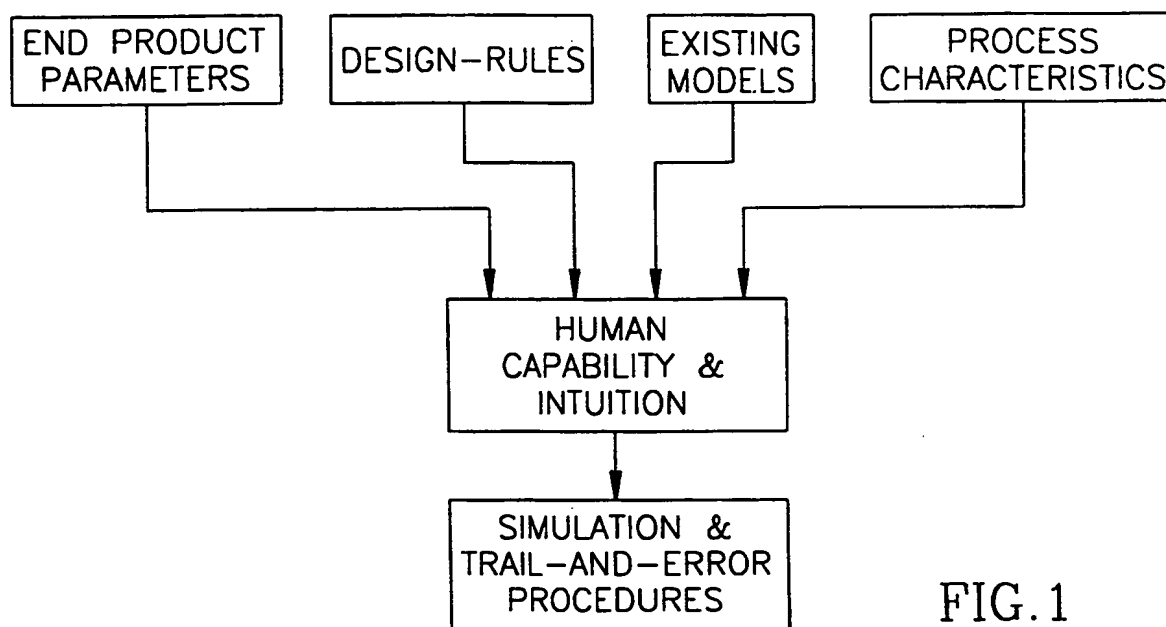 END PRODUCT
PARAMETERS
DESIGN-RULES
EXISTING
MODELS
PROCESS
CHARACTERISTICS
HUMAN
CAPABILITY &
INTUITION
SIMULATION &
TRAIL-AND-ERROR
PROCEDURES
FIG.1